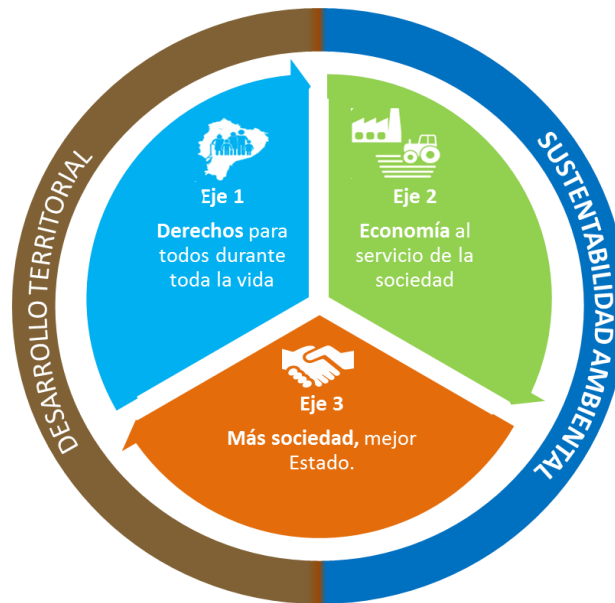 DESARROLLO TERRITORIAL
SUSTENTABILIDAD AMBIENTAL
Eje 1
Derechos para
todos durante
toda la vida
Eje 2
Economía al
servicio de la
sociedad
Eje 3
Más sociedad, mejor
Estado.